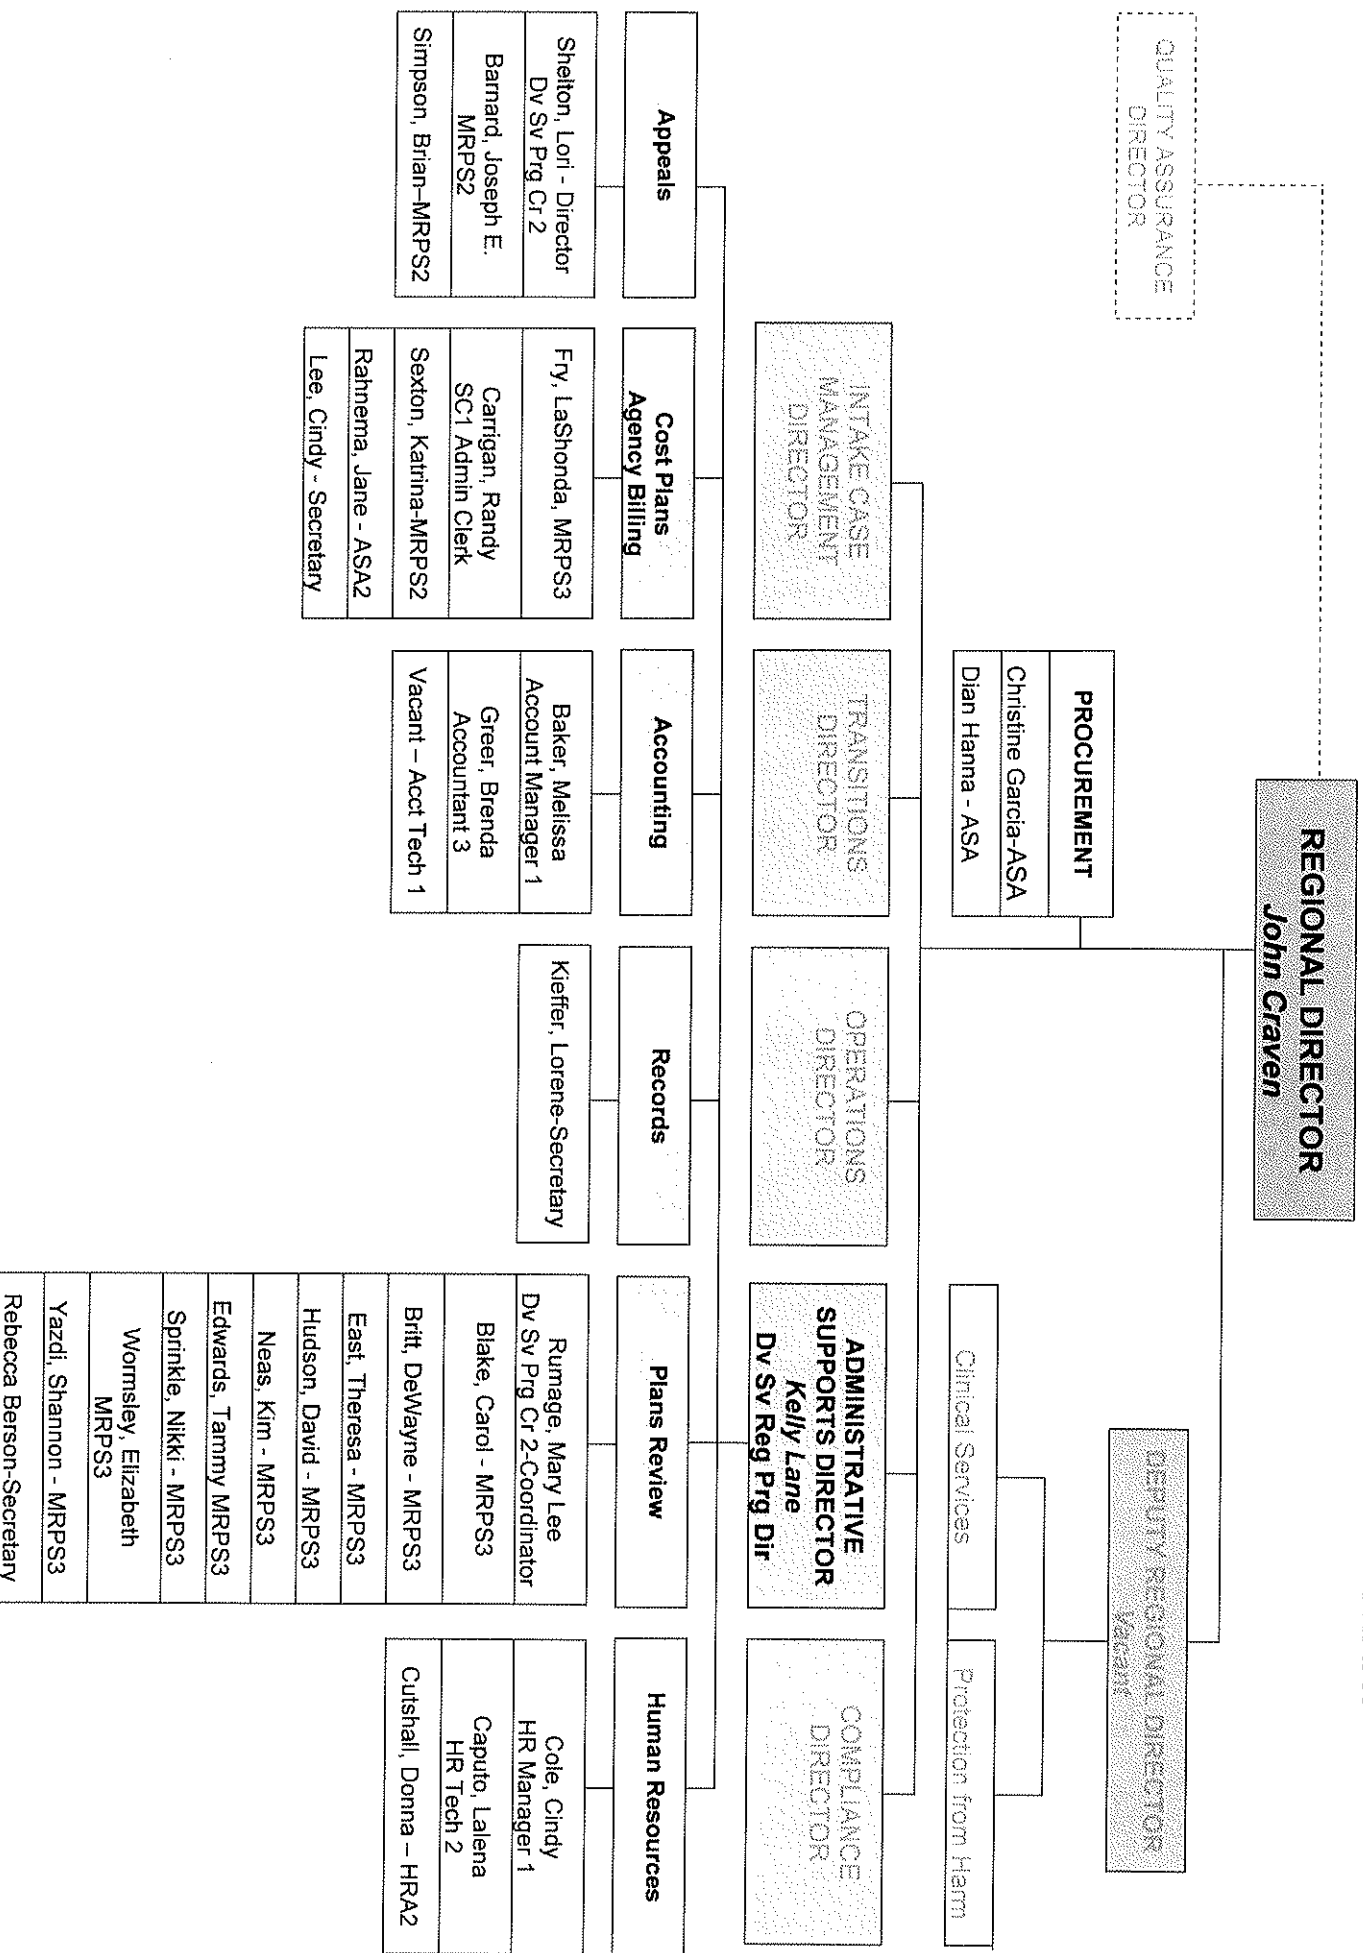 REGIONAL DIRECTOR
John Craven
QUALITY ASSURANCE
DIRECTOR
DEPUTY REGIONAL DIRECTOR
Vacant
PROCUREMENT
Christine Garcia-ASA
Dian Hanna - ASA
Clinical Services
Protection from Harm
INTAKE CASE
MANAGEMENT
DIRECTOR
TRANSITIONS
DIRECTOR
OPERATIONS
DIRECTOR
ADMINISTRATIVE
SUPPORTS DIRECTOR
Kelly Lane
Dv Sv Reg Prg Dir
COMPLIANCE
DIRECTOR
Appeals
Shelton, Lori - Director
Dv Sv Prg Cr 2
Barnard, Joseph E.
MRPS2
Simpson, Brian–MRPS2
Cost Plans
Agency Billing
Fry, LaShonda, MRPS3
Carrigan, Randy
SC1 Admin Clerk
Sexton, Katrina-MRPS2
Rahnema, Jane - ASA2
Lee, Cindy - Secretary
Accounting
Baker, Melissa
Account Manager 1
Greer, Brenda
Accountant 3
Vacant – Acct Tech 1
Records
Kieffer, Lorene-Secretary
Plans Review
Rumage, Mary Lee
Dv Sv Prg Cr 2-Coordinator
Blake, Carol - MRPS3
Britt, DeWayne - MRPS3
East, Theresa - MRPS3
Hudson, David - MRPS3
Neas, Kim - MRPS3
Edwards, Tammy MRPS3
Sprinkle, Nikki - MRPS3
Wormsley, Elizabeth
MRPS3
Yazdi, Shannon - MRPS3
Rebecca Berson-Secretary
Human Resources
Cole, Cindy
HR Manager 1
Caputo, Lalena
HR Tech 2
Cutshall, Donna – HRA2